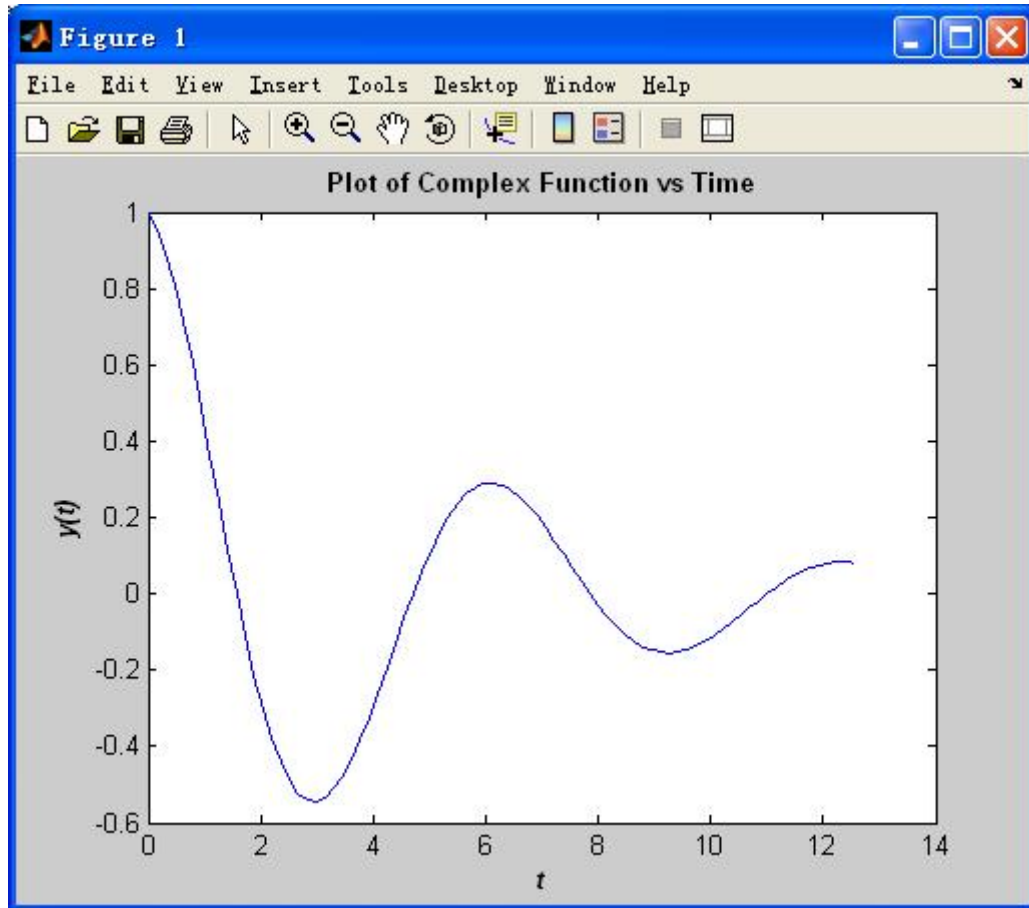 Figure 1
File Edit View Insert Tools Desktop Window Help
Plot of Complex Function vs Time
1
0.8
0.6
0.4
0.2
0
-0.2
-0.4
-0.6
y(t)
0 2 4 6 8 10 12 14
t